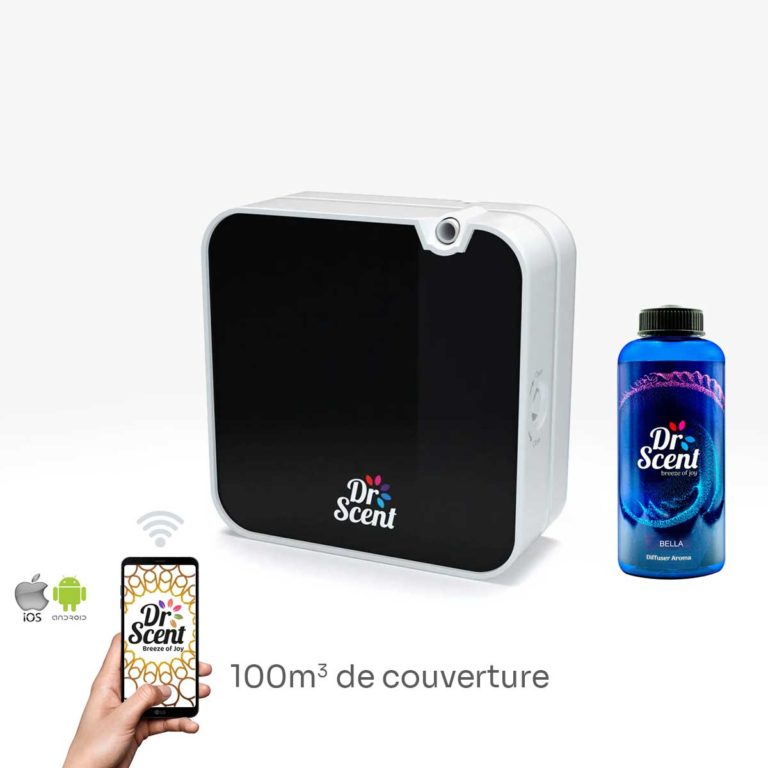 Dr
Scent
Dr
Scent
breeze of joy
BELLA
Diffuser Aroma
iOS
android
Dr
Scent
Breeze of Joy
LG
100m³ de couverture